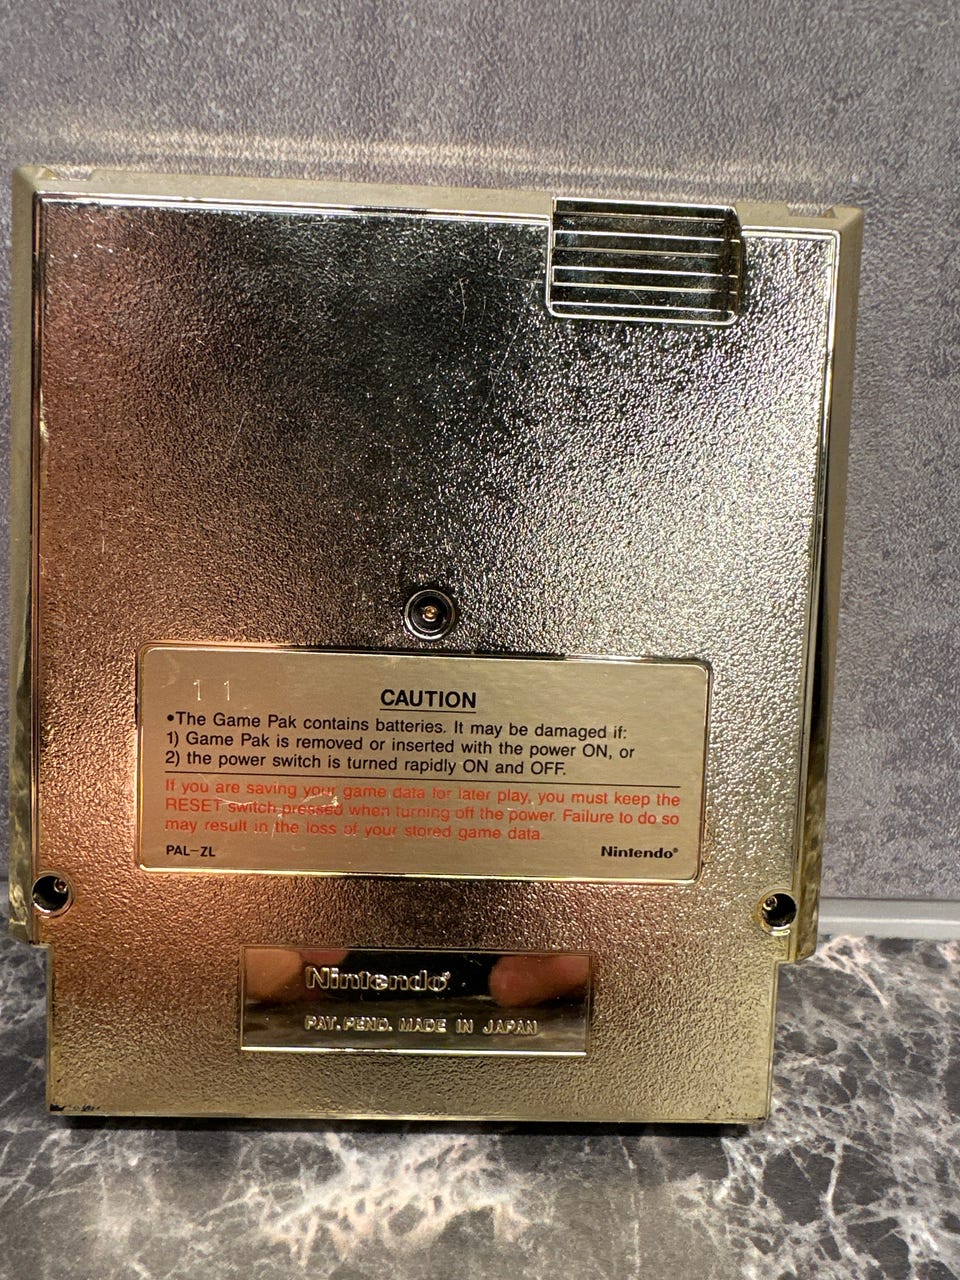 11
CAUTION
•The Game Pak contains batteries. It may be damaged if:
1) Game Pak is removed or inserted with the power ON, or
2) the power switch is turned rapidly ON and OFF.
If you are saving your game data for later play, you must keep the
RESET switch pressed when turning off the power. Failure to do so
may result in the loss of your stored game data.
PAL-ZL Nintendo®
Nintendo®
PAT. PEND. MADE IN JAPAN